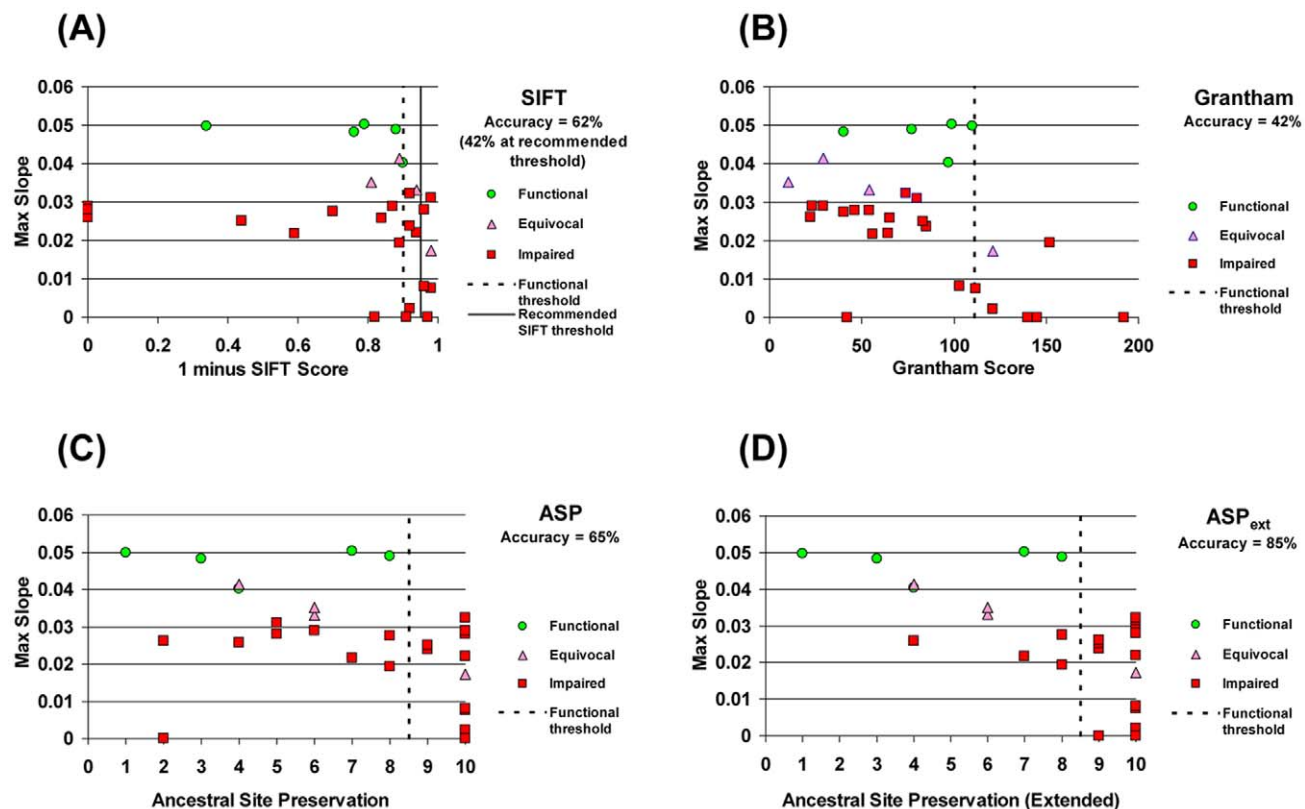 (A)
0.06
0.05
0.04
0.03
0.02
0.01
0
Max Slope
0
0.2
0.4
0.6
0.8
1
1 minus SIFT Score
SIFT
Accuracy = 62%
(42% at recommended
threshold)
Functional
Equivocal
Impaired
Functional
threshold
Recommended
SIFT threshold
(B)
0.06
0.05
0.04
0.03
0.02
0.01
0
Max Slope
0
50
100
150
200
Grantham Score
Grantham
Accuracy = 42%
Functional
Equivocal
Impaired
Functional
threshold
(C)
0.06
0.05
0.04
0.03
0.02
0.01
0
Max Slope
0 1 2 3 4 5 6 7 8 9 10
Ancestral Site Preservation
ASP
Accuracy = 65%
Functional
Equivocal
Impaired
Functional
threshold
(D)
0.06
0.05
0.04
0.03
0.02
0.01
0
Max Slope
0 1 2 3 4 5 6 7 8 9 10
Ancestral Site Preservation (Extended)
ASPext
Accuracy = 85%
Functional
Equivocal
Impaired
Functional
threshold